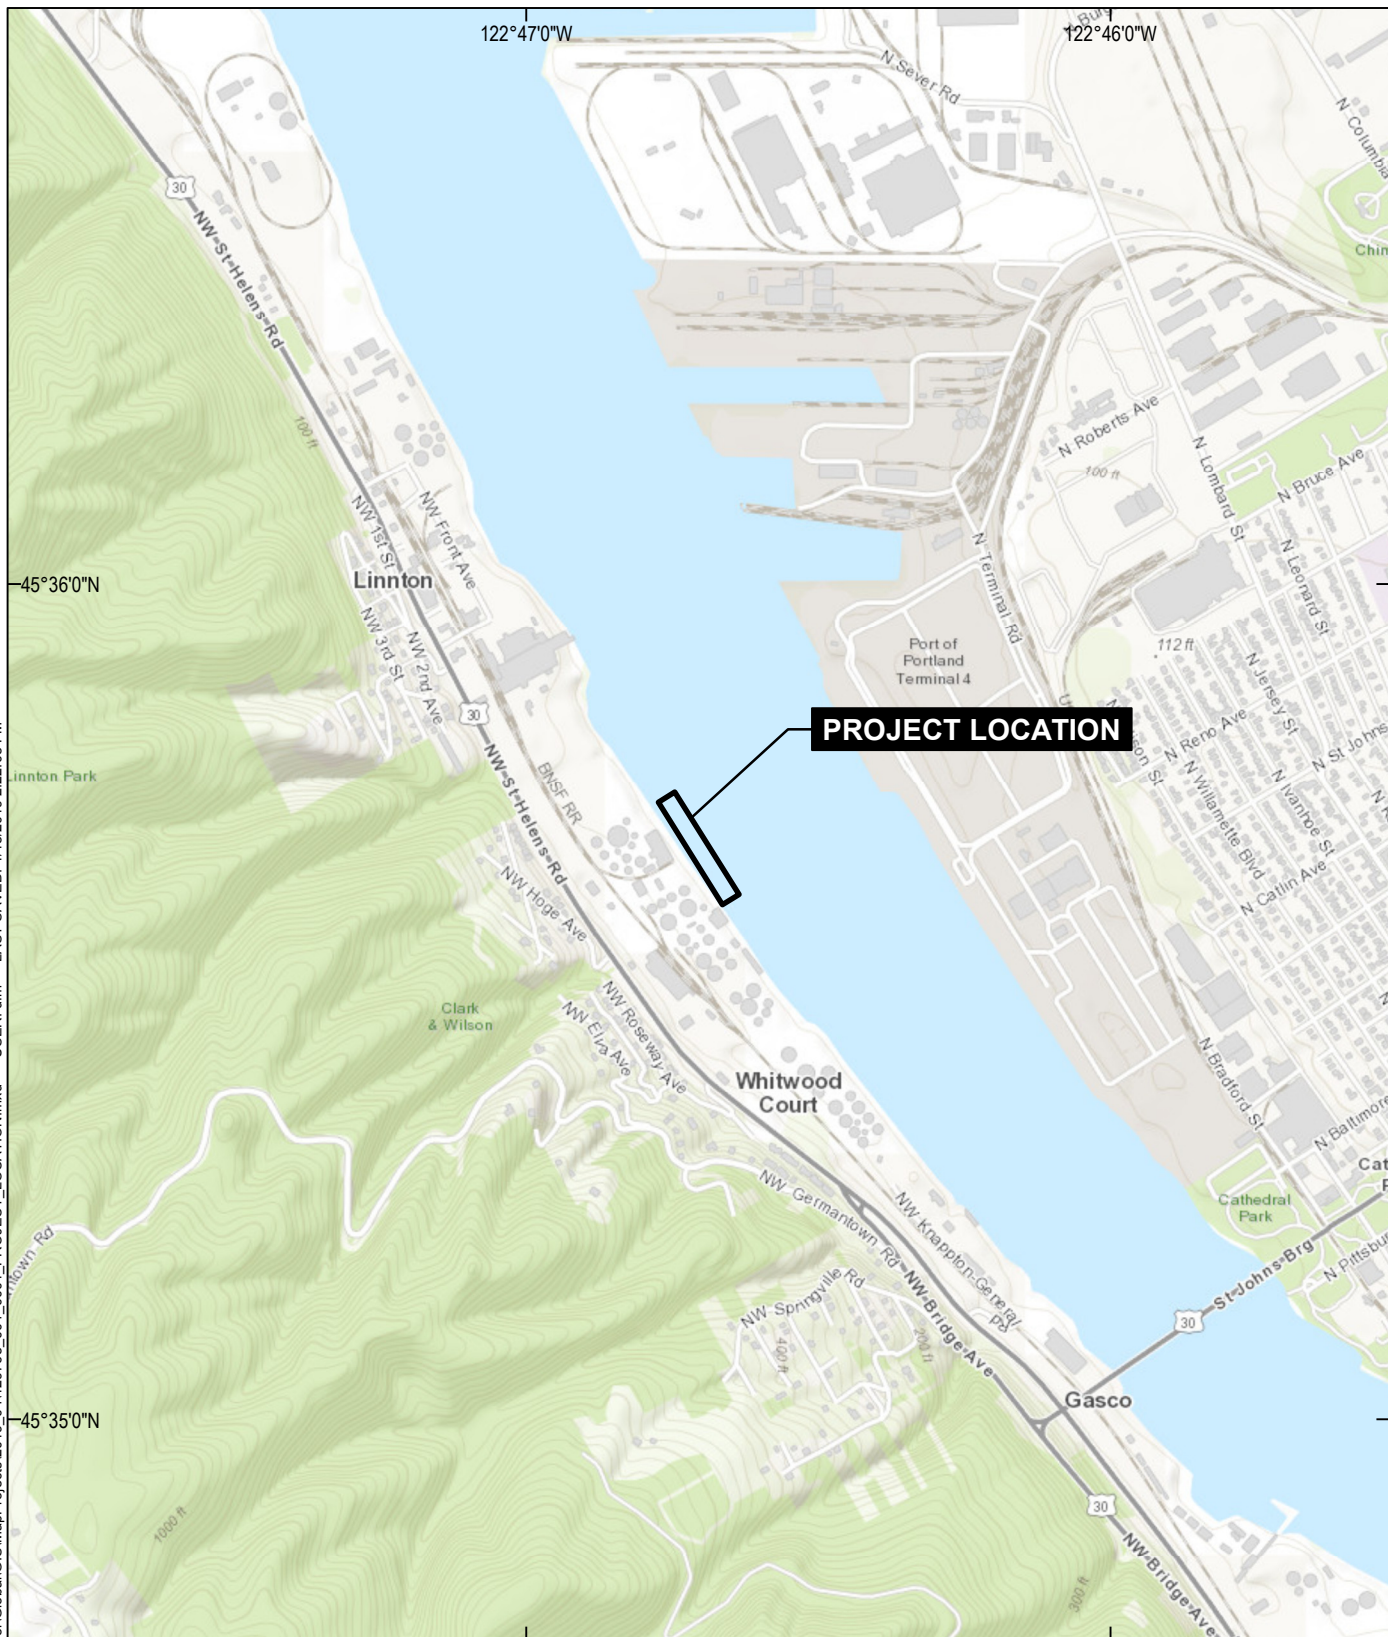 122°47'0"W
122°46'0"W
N Burg
N Sever Rd
N Columbia
30
NW St Helens Rd
Chim
N Roberts Ave
100 ft
N Lombard St
N Bruce Ave
100 ft
NW 1st St
NW Front Ave
45°36'0"N
Linnton
N Terminal Rd
N Leonard St
NW 3rd St
NW 2nd Ave
Port of
Portland
Terminal 4
112 ft
N Jersey St
30
PROJECT LOCATION
N Reno Ave
N St Johns
Linnton Park
BNSF RR
NW St Helens Rd
N Willamette Blvd
N Ivanhoe St
N Catlin Ave
NW Hoge Ave
Clark
& Wilson
NW Elva Ave
NW Roseway Ave
Whitwood
Court
N Bradford St
N Baltimore
Cat
NW Germantown Rd
NW Knappton-General Rd
Cathedral
Park
ntown Rd
NW Springville Rd
NW Bridge Ave
St Johns Brg
N Pittsbur
30
200 ft
400 ft
Gasco
45°35'0"N
30
1000 ft
300 ft
NW Bridge Ave